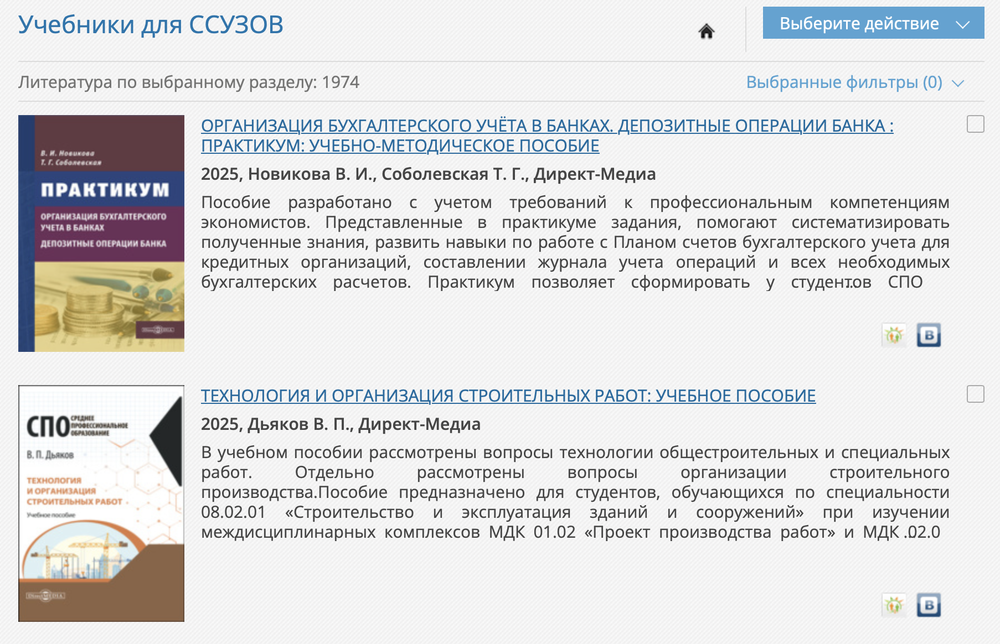 Учебники для ССУЗОВ
Выберите действие
Литература по выбранному разделу: 1974
Выбранные фильтры (0)
В. И. Новикова
Т. Г. Соболевская
ПРАКТИКУМ
ОРГАНИЗАЦИЯ БУХГАЛТЕРСКОГО
УЧЕТА В БАНКАХ
ДЕПОЗИТНЫЕ ОПЕРАЦИИ БАНКА
ОРГАНИЗАЦИЯ БУХГАЛТЕРСКОГО УЧЁТА В БАНКАХ. ДЕПОЗИТНЫЕ ОПЕРАЦИИ БАНКА :
ПРАКТИКУМ: УЧЕБНО-МЕТОДИЧЕСКОЕ ПОСОБИЕ
2025, Новикова В. И., Соболевская Т. Г., Директ-Медиа
Пособие разработано с учетом требований к профессиональным компетенциям
экономистов. Представленные в практикуме задания, помогают систематизировать
полученные знания, развить навыки по работе с Планом счетов бухгалтерского учета для
кредитных организаций, составлении журнала учета операций и всех необходимых
бухгалтерских расчетов. Практикум позволяет сформировать у студентов СПО
В
СПО СРЕДНЕЕ
ПРОФЕССИОНАЛЬНОЕ
ОБРАЗОВАНИЕ
В. П. Дьяков
ТЕХНОЛОГИЯ
И ОРГАНИЗАЦИЯ
СТРОИТЕЛЬНЫХ РАБОТ
Учебное пособие
DirectMEDIA
ТЕХНОЛОГИЯ И ОРГАНИЗАЦИЯ СТРОИТЕЛЬНЫХ РАБОТ: УЧЕБНОЕ ПОСОБИЕ
2025, Дьяков В. П., Директ-Медиа
В учебном пособии рассмотрены вопросы технологии общестроительных и специальных
работ. Отдельно рассмотрены вопросы организации строительного
производства.Пособие предназначено для студентов, обучающихся по специальности
08.02.01 «Строительство и эксплуатация зданий и сооружений» при изучении
междисциплинарных комплексов МДК 01.02 «Проект производства работ» и МДК 02.0
В